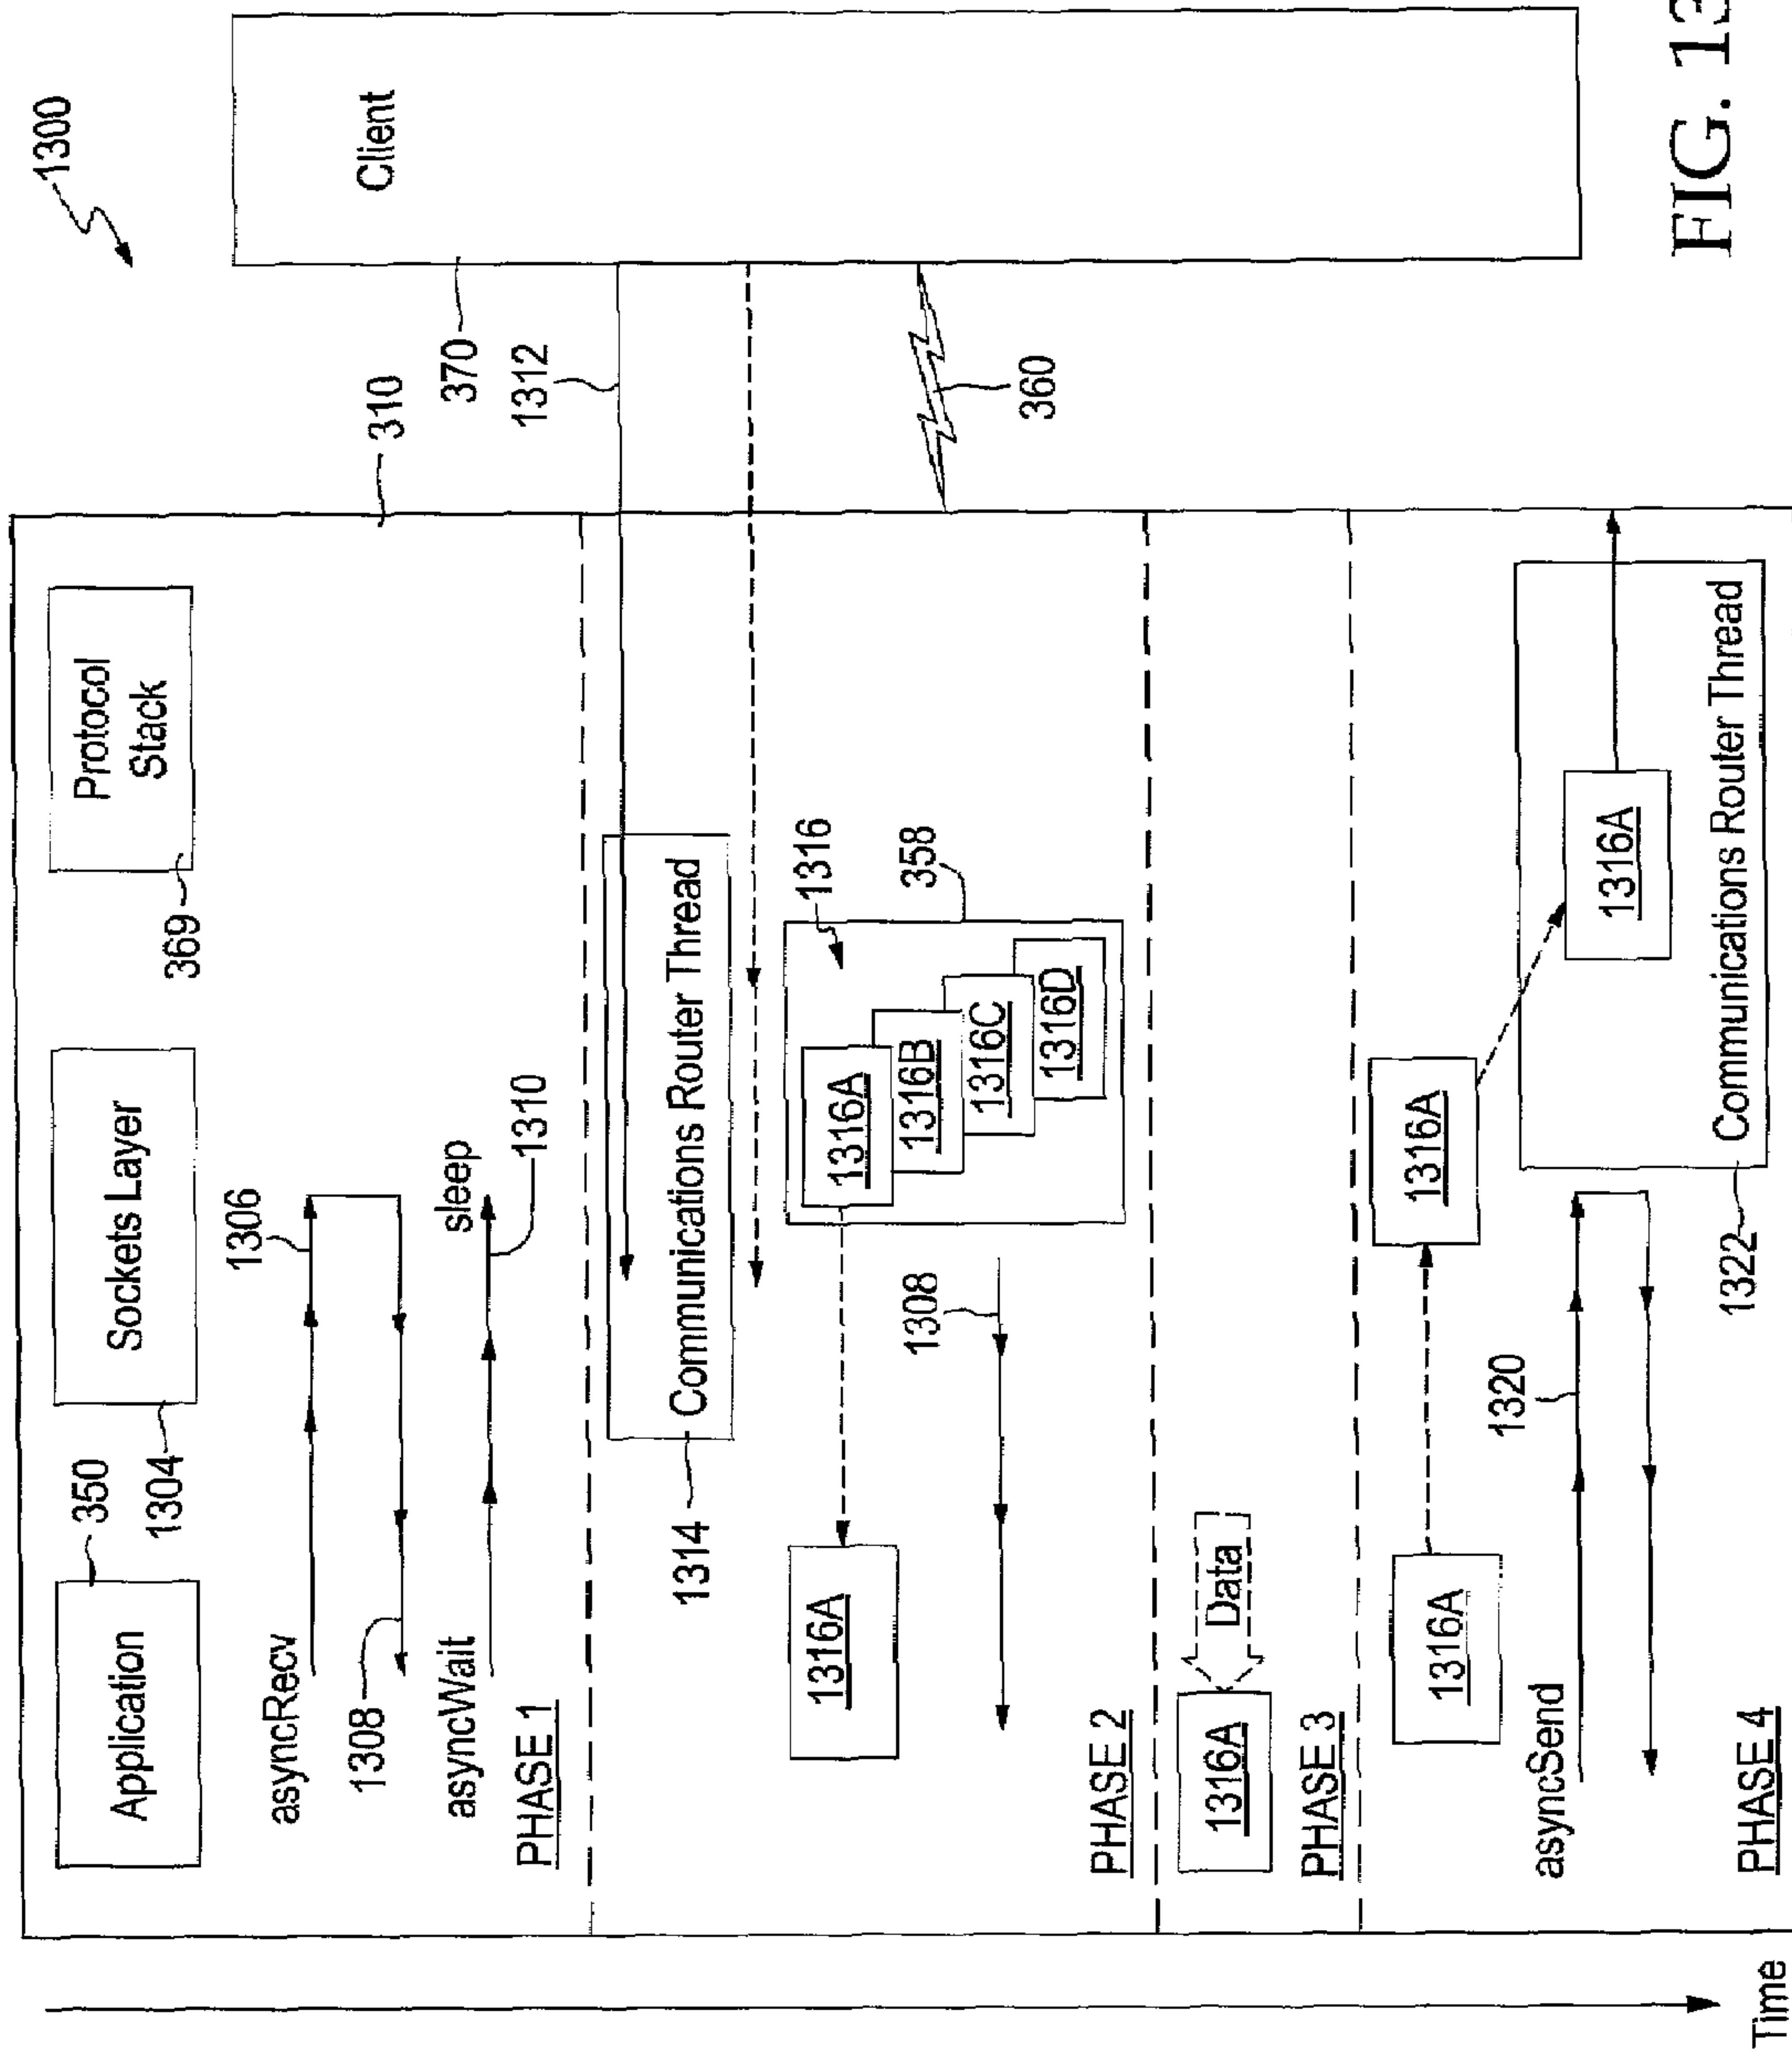 1300
310
Application
350
Sockets Layer
1304
Protocol
Stack
369
Client
370
asyncRecv
1306
1308
asyncWait
sleep
1310
PHASE 1
1312
1314
Communications Router Thread
1316
358
1316A
1316A
1316B
1316C
1316D
1308
360
PHASE 2
1316A
Data
PHASE 3
1316A
1316A
asyncSend
1320
1316A
1322
Communications Router Thread
PHASE 4
Time
FIG. 13